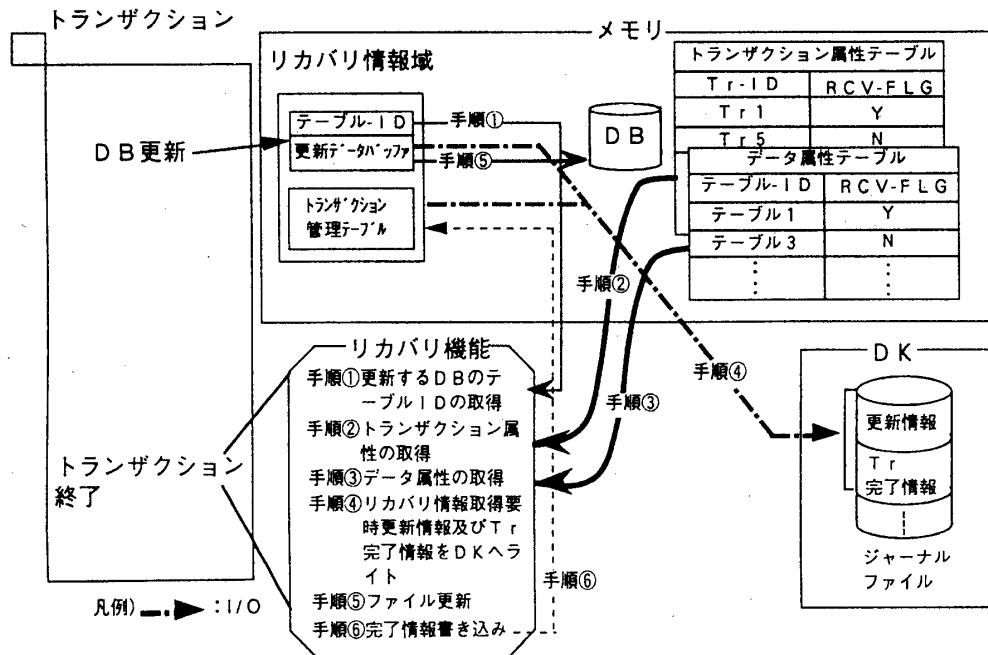 トランザクション
メモリ
リカバリ情報域
テーブル-ID
更新データバッファ
トランザクション
管理テーブル
DB更新
手順①
手順⑤
DB
トランザクション属性テーブル
Tr-ID
RCV-FLG
Tr1
Y
Tr5
N
データ属性テーブル
テーブル-ID
RCV-FLG
テーブル1
Y
テーブル3
N
手順②
手順③
手順④
リカバリ機能
手順①更新するDBのテ
ーブルIDの取得
手順②トランザクション属
性の取得
手順③データ属性の取得
手順④リカバリ情報取得要
時更新情報及びTr
完了情報をDKへラ
イト
手順⑤ファイル更新
手順⑥完了情報書き込み
手順⑥
トランザクション
終了
DK
更新情報
Tr
完了情報
ジャーナル
ファイル
凡例)
:I/O